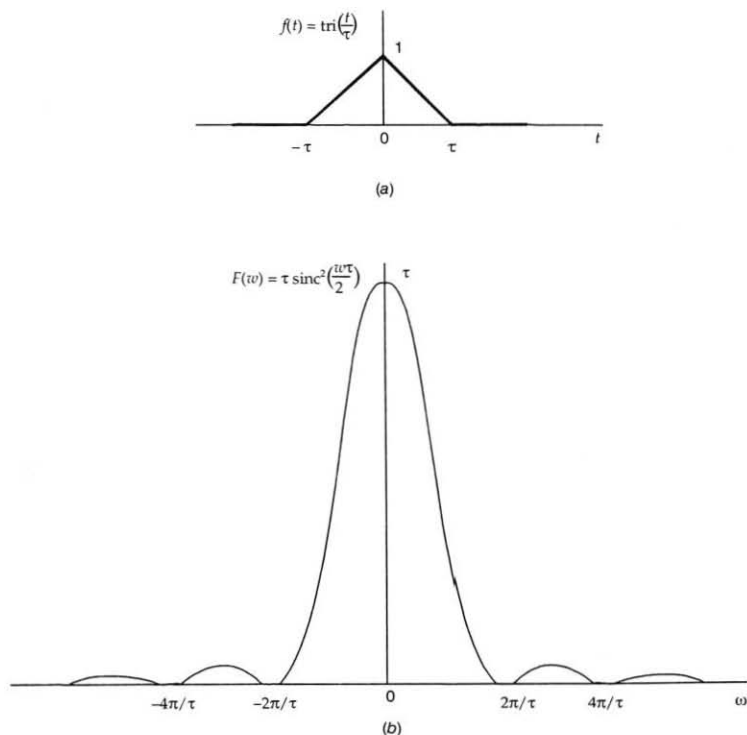 f(t) = tri(t/τ)
1
−τ 0 τ t
(a)
F(w) = τ sinc²(wτ/2)
τ
−4π/τ −2π/τ 0 2π/τ 4π/τ ω
(b)